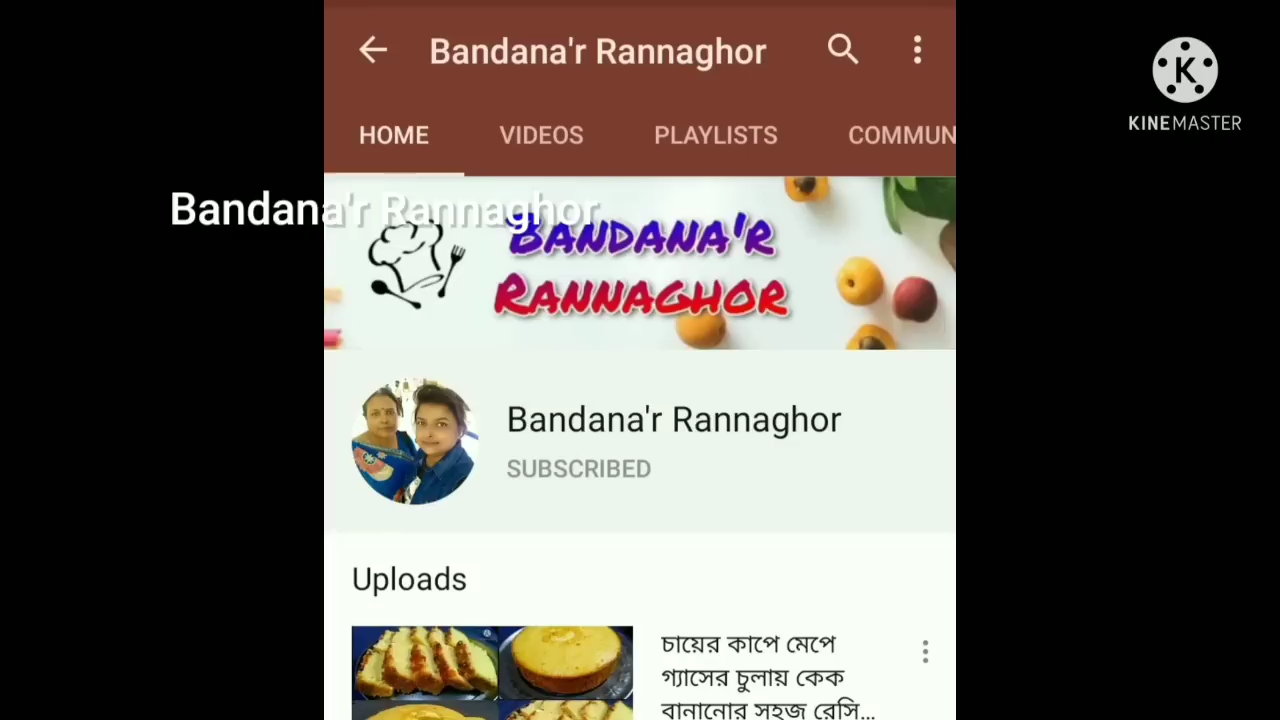 Bandana'r Rannaghor
KINEMASTER
HOME VIDEOS PLAYLISTS COMMUN
Bandana'r Rannaghor
BANDANA'R
RANNAGHOR
Bandana'r Rannaghor
SUBSCRIBED
Uploads
চায়ের কাপে মেপে
গ্যাসের চুলায় কেক
বানানোর সহজ রেসি...